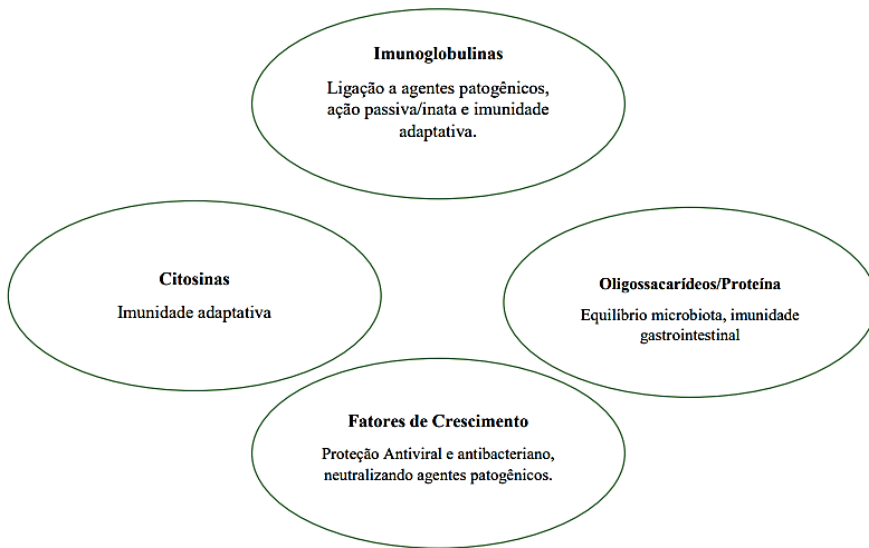 Imunoglobulinas
Ligação a agentes patogênicos,
ação passiva/inata e imunidade
adaptativa.
Citosinas
Imunidade adaptativa
Oligossacarídeos/Proteína
Equilíbrio microbiota, imunidade
gastrointestinal
Fatores de Crescimento
Proteção Antiviral e antibacteriano,
neutralizando agentes patogênicos.